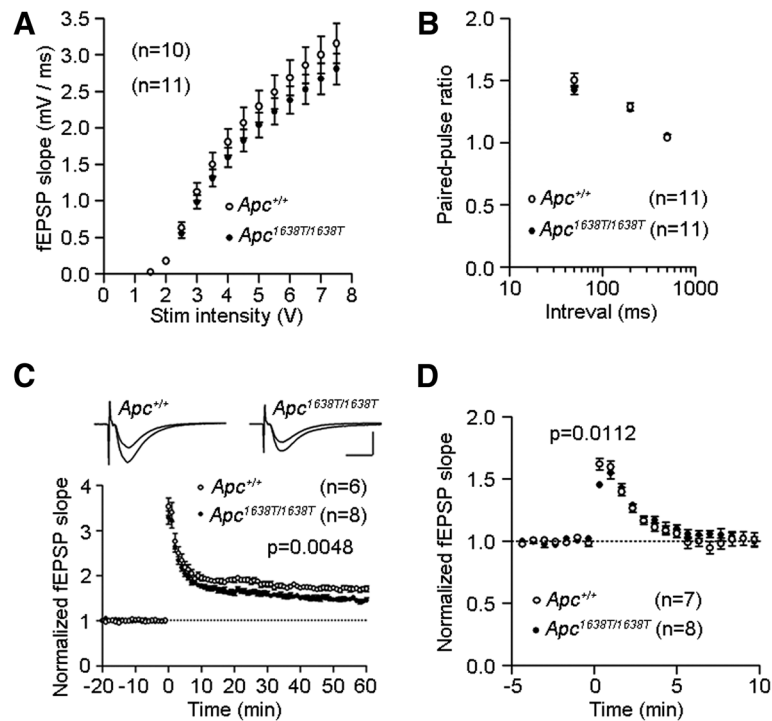 A
fEPSP slope (mV / ms)
3.5
3.0
2.5
2.0
1.5
1.0
0.5
0.0
(n=10)
(n=11)
Apc+/+
Apc1638T/1638T
0 1 2 3 4 5 6 7 8
Stim intensity (V)
B
Paired-pulse ratio
2.0
1.5
1.0
0.5
0.0
Apc+/+ (n=11)
Apc1638T/1638T (n=11)
10 100 1000
Intreval (ms)
C
Apc+/+
Apc1638T/1638T
Normalized fEPSP slope
4
3
2
1
0
Apc+/+ (n=6)
Apc1638T/1638T (n=8)
p=0.0048
-20 -10 0 10 20 30 40 50 60
Time (min)
D
Normalized fEPSP slope
2.0
1.5
1.0
0.5
0.0
p=0.0112
Apc+/+ (n=7)
Apc1638T/1638T (n=8)
-5 0 5 10
Time (min)